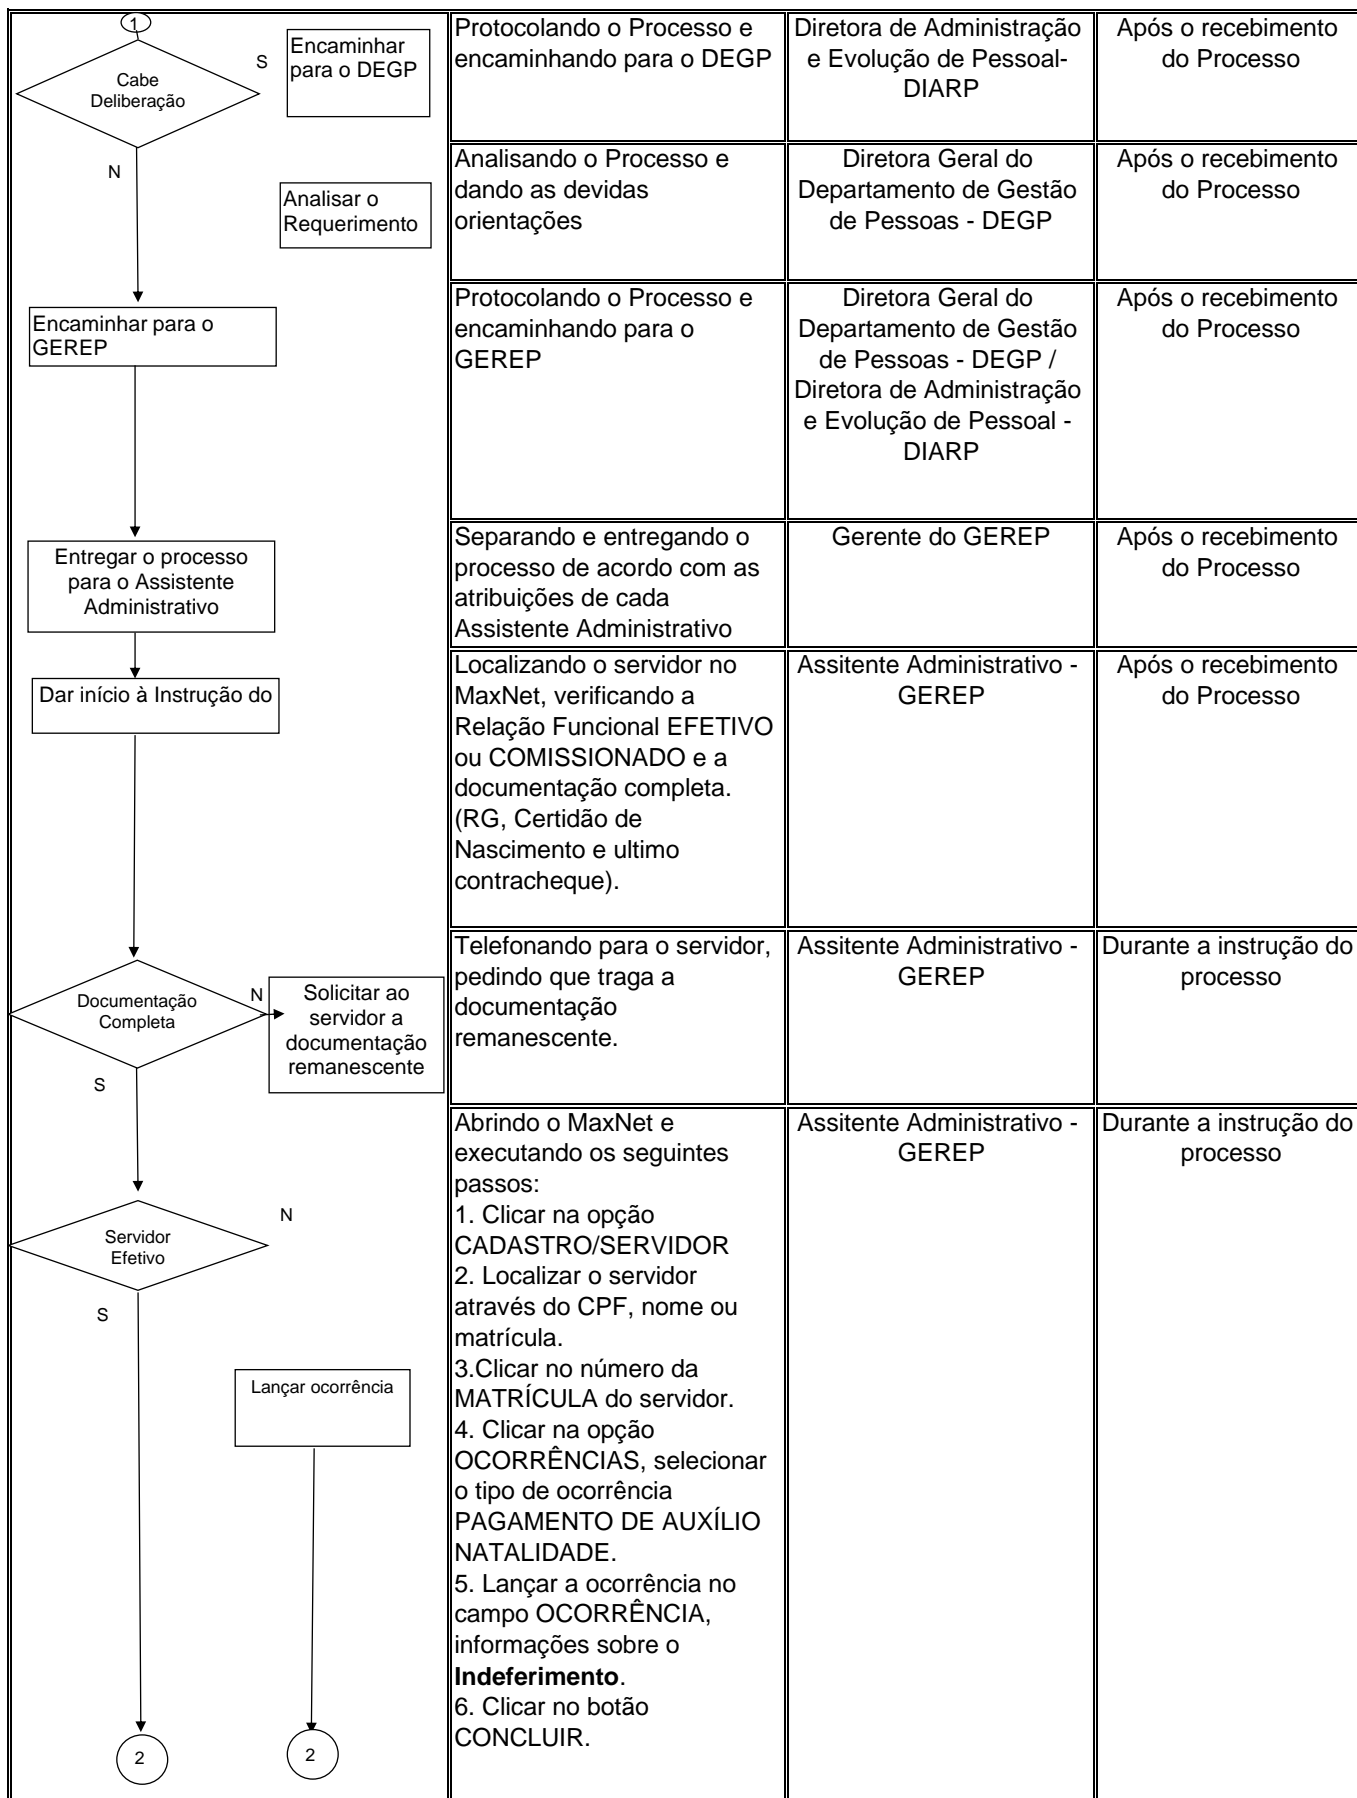 1
Cabe
Deliberação
S
N
Encaminhar
para o DEGP
Protocolando o Processo e
encaminhando para o DEGP
Diretora de Administração
e Evolução de Pessoal-
DIARP
Após o recebimento
do Processo
Analisar o
Requerimento
Analisando o Processo e
dando as devidas
orientações
Diretora Geral do
Departamento de Gestão
de Pessoas - DEGP
Após o recebimento
do Processo
Encaminhar para o
GEREP
Protocolando o Processo e
encaminhando para o
GEREP
Diretora Geral do
Departamento de Gestão
de Pessoas - DEGP /
Diretora de Administração
e Evolução de Pessoal -
DIARP
Após o recebimento
do Processo
Entregar o processo
para o Assistente
Administrativo
Separando e entregando o
processo de acordo com as
atribuições de cada
Assistente Administrativo
Gerente do GEREP
Após o recebimento
do Processo
Dar início à Instrução do
Localizando o servidor no
MaxNet, verificando a
Relação Funcional EFETIVO
ou COMISSIONADO e a
documentação completa.
(RG, Certidão de
Nascimento e ultimo
contracheque).
Assitente Administrativo -
GEREP
Após o recebimento
do Processo
Documentação
Completa
N
S
Solicitar ao
servidor a
documentação
remanescente
Telefonando para o servidor,
pedindo que traga a
documentação
remanescente.
Assitente Administrativo -
GEREP
Durante a instrução do
processo
Servidor
Efetivo
N
S
Lançar ocorrência
2
2
Abrindo o MaxNet e
executando os seguintes
passos:
1. Clicar na opção
CADASTRO/SERVIDOR
2. Localizar o servidor
através do CPF, nome ou
matrícula.
3.Clicar no número da
MATRÍCULA do servidor.
4. Clicar na opção
OCORRÊNCIAS, selecionar
o tipo de ocorrência
PAGAMENTO DE AUXÍLIO
NATALIDADE.
5. Lançar a ocorrência no
campo OCORRÊNCIA,
informações sobre o
Indeferimento.
6. Clicar no botão
CONCLUIR.
Assitente Administrativo -
GEREP
Durante a instrução do
processo